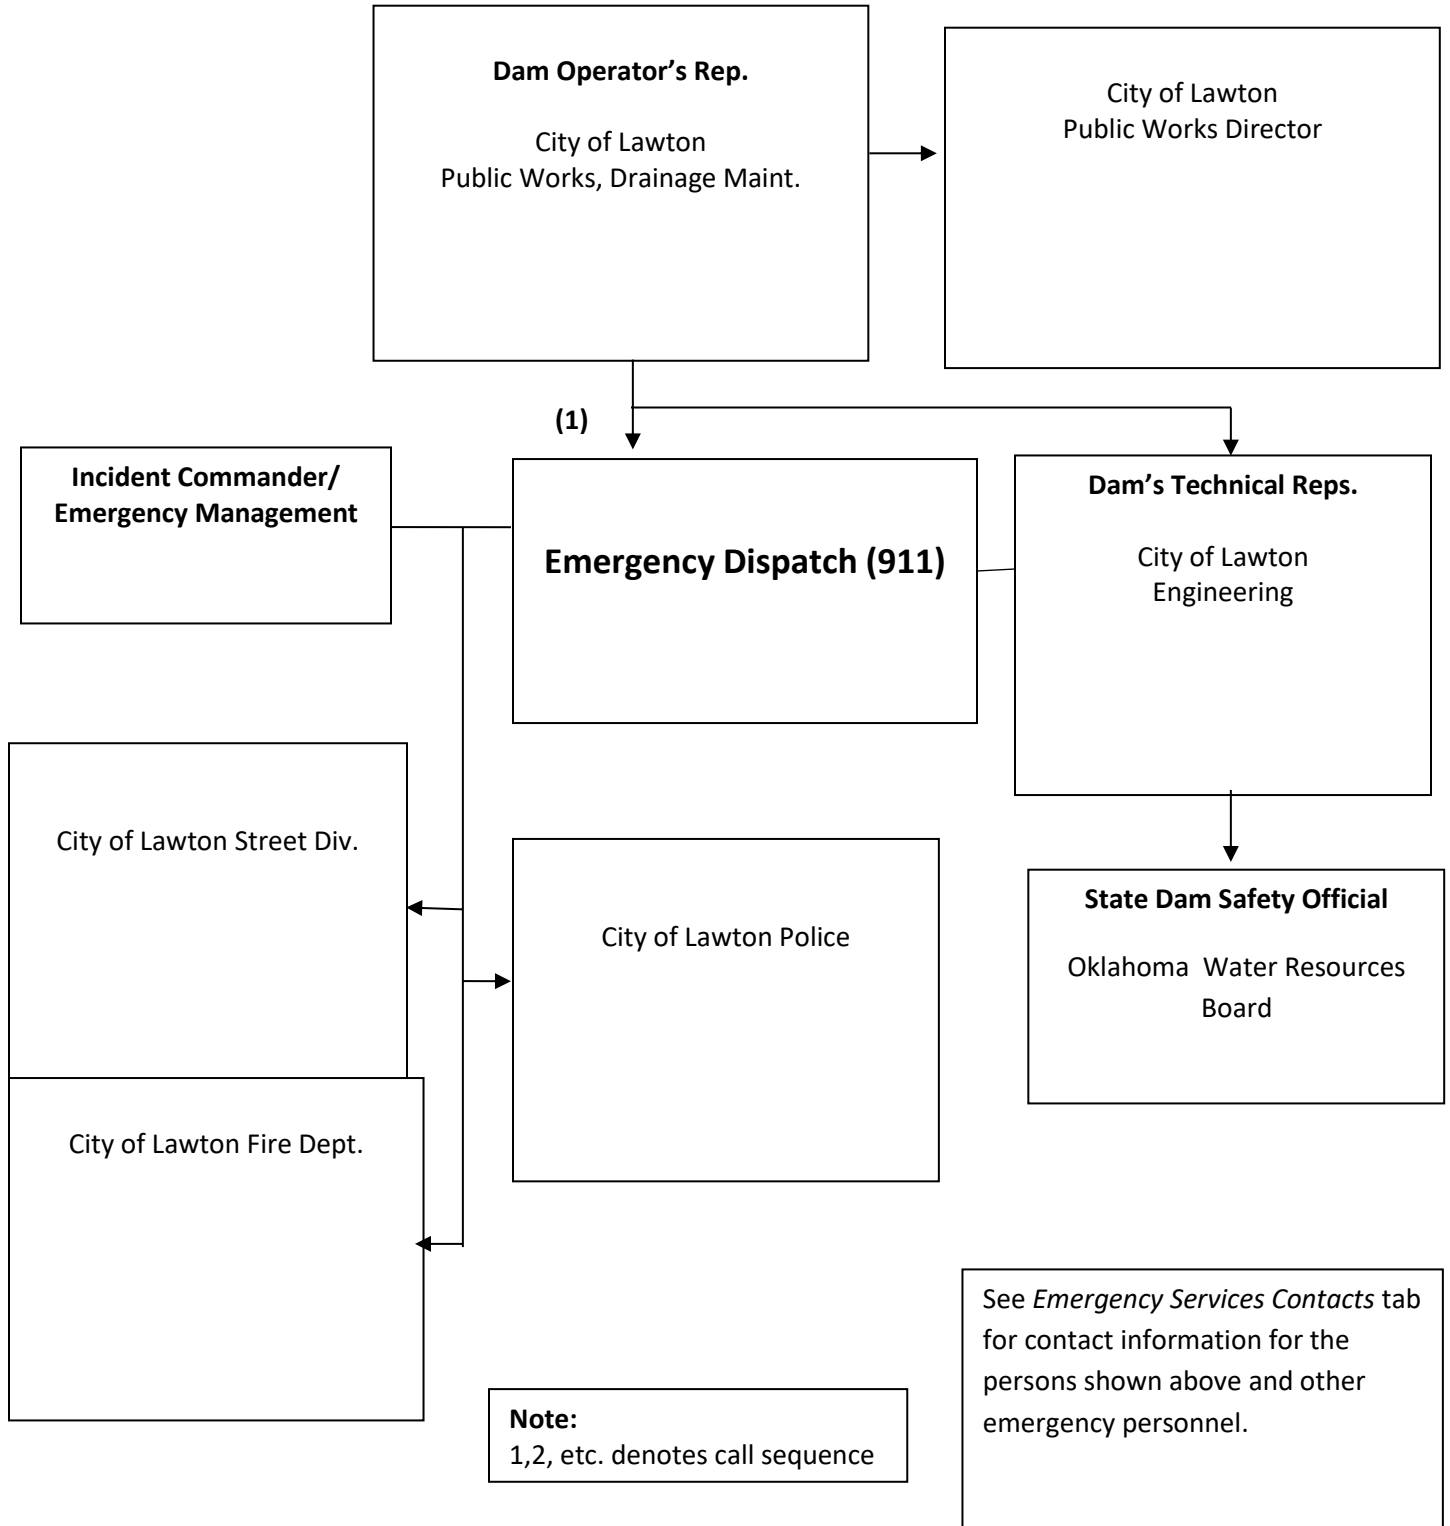 Dam Operator’s Rep.
City of Lawton
Public Works, Drainage Maint.
City of Lawton
Public Works Director
(1)
Incident Commander/
Emergency Management
Emergency Dispatch (911)
Dam’s Technical Reps.
City of Lawton
Engineering
City of Lawton Street Div.
City of Lawton Police
State Dam Safety Official
Oklahoma  Water Resources
Board
City of Lawton Fire Dept.
See Emergency Services Contacts tab
for contact information for the
persons shown above and other
emergency personnel.
Note:
1,2, etc. denotes call sequence